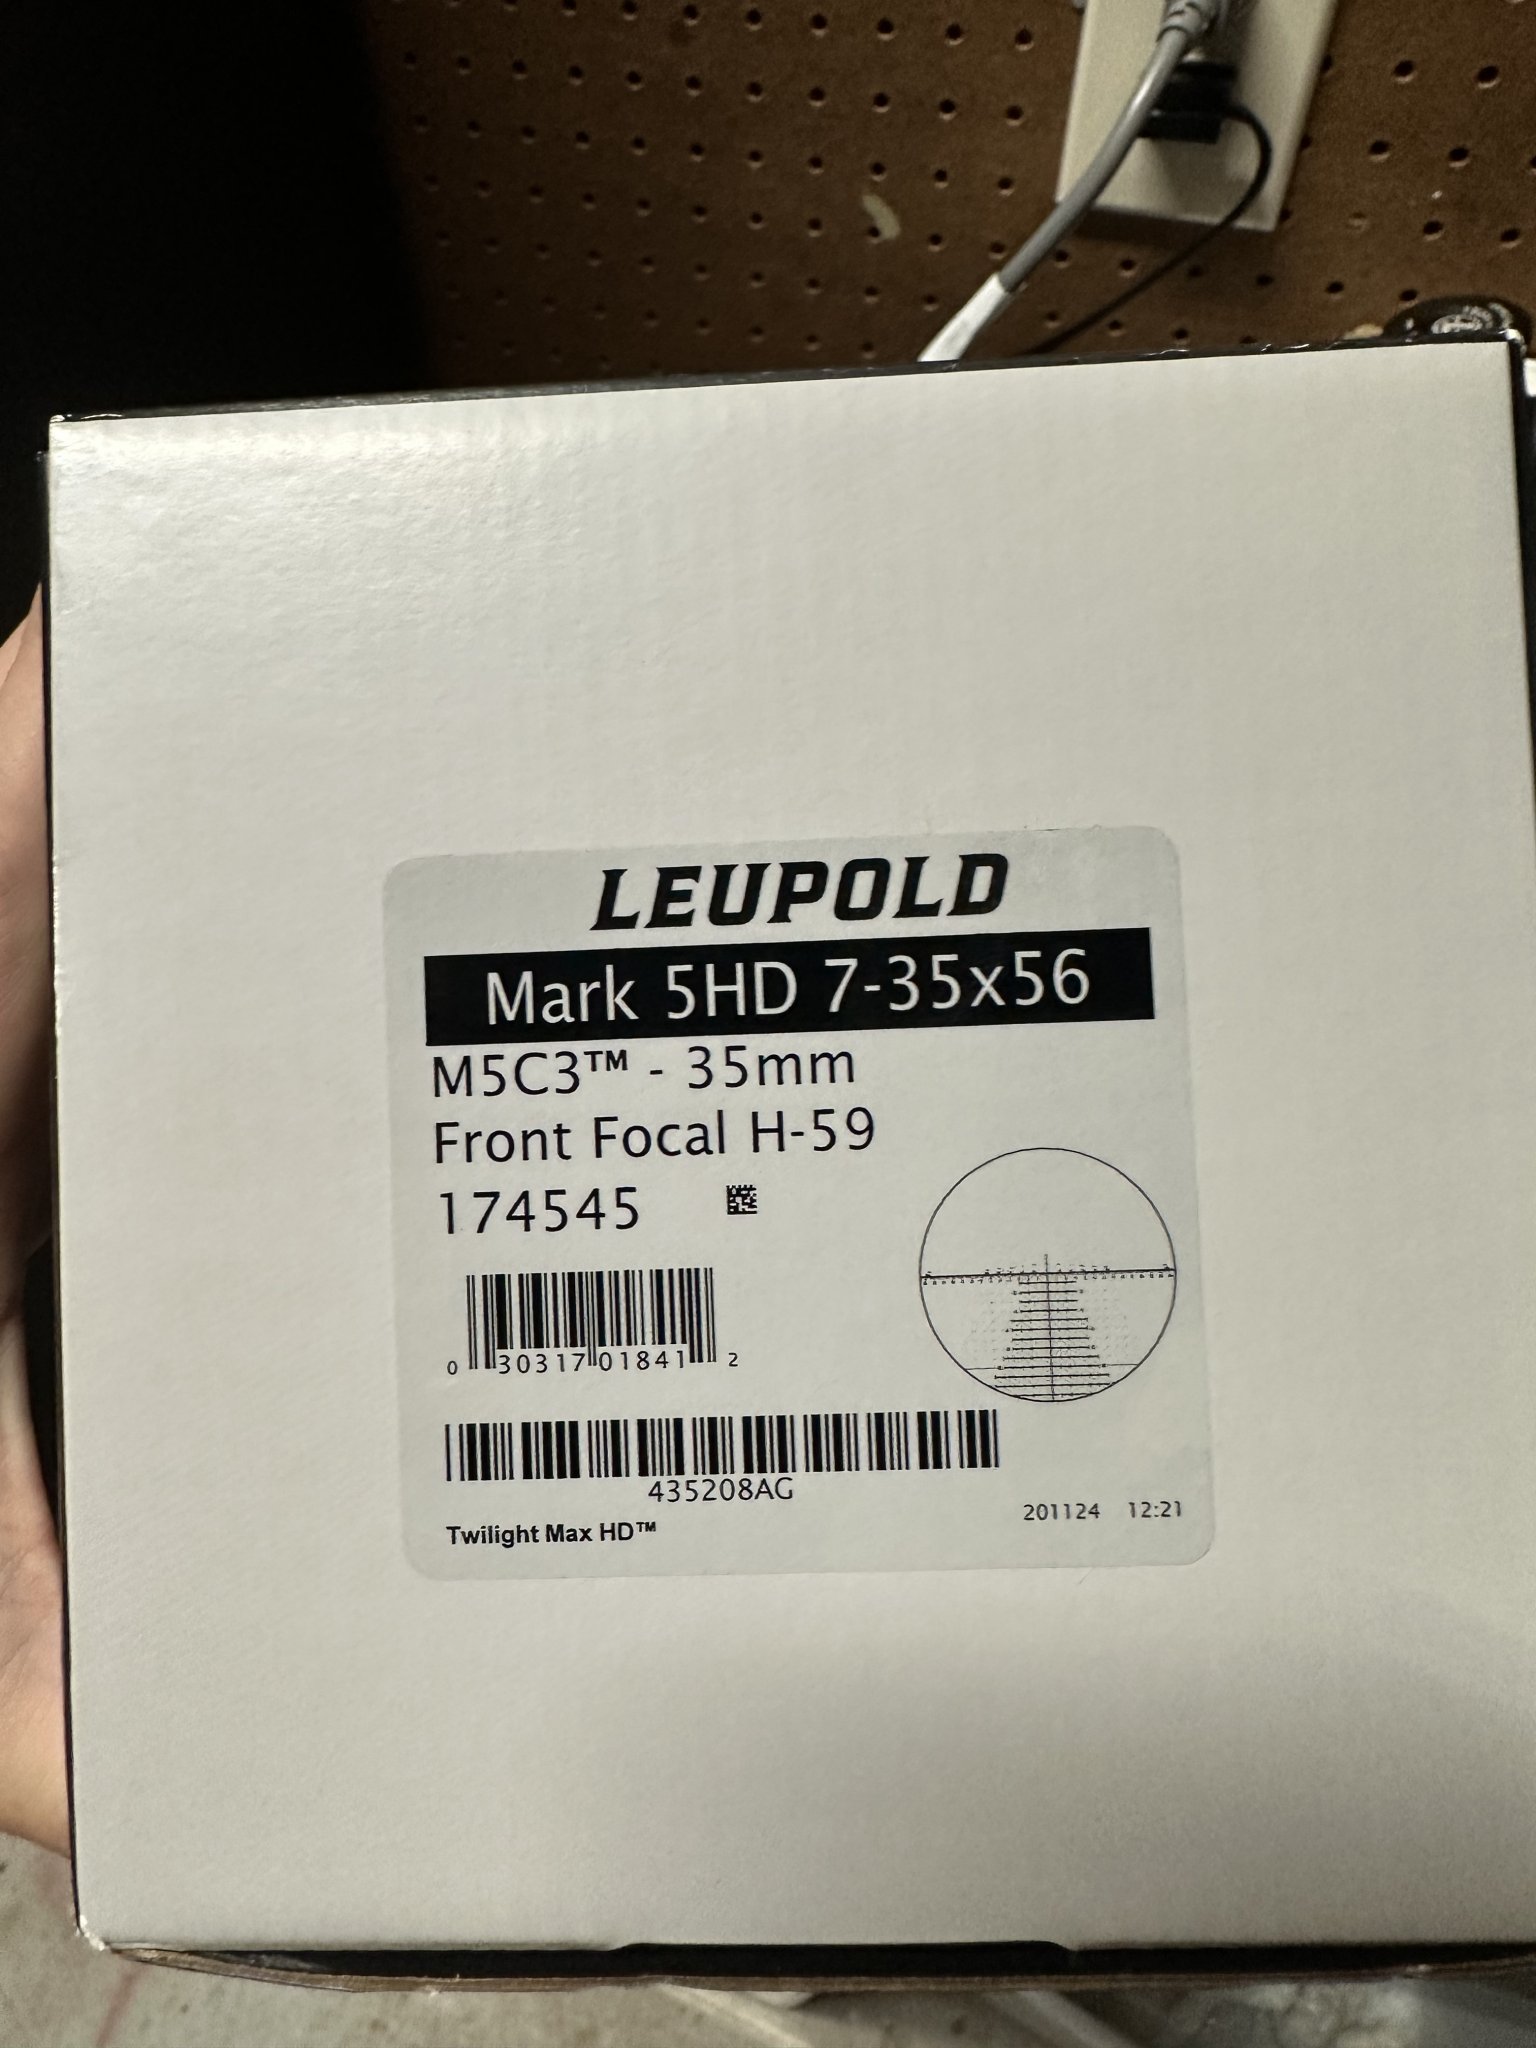 LEUPOLD
Mark 5HD 7-35x56
M5C3™ - 35mm
Front Focal H-59
174545
0 30317 01841 2
435208AG
Twilight Max HD™
201124 12:21